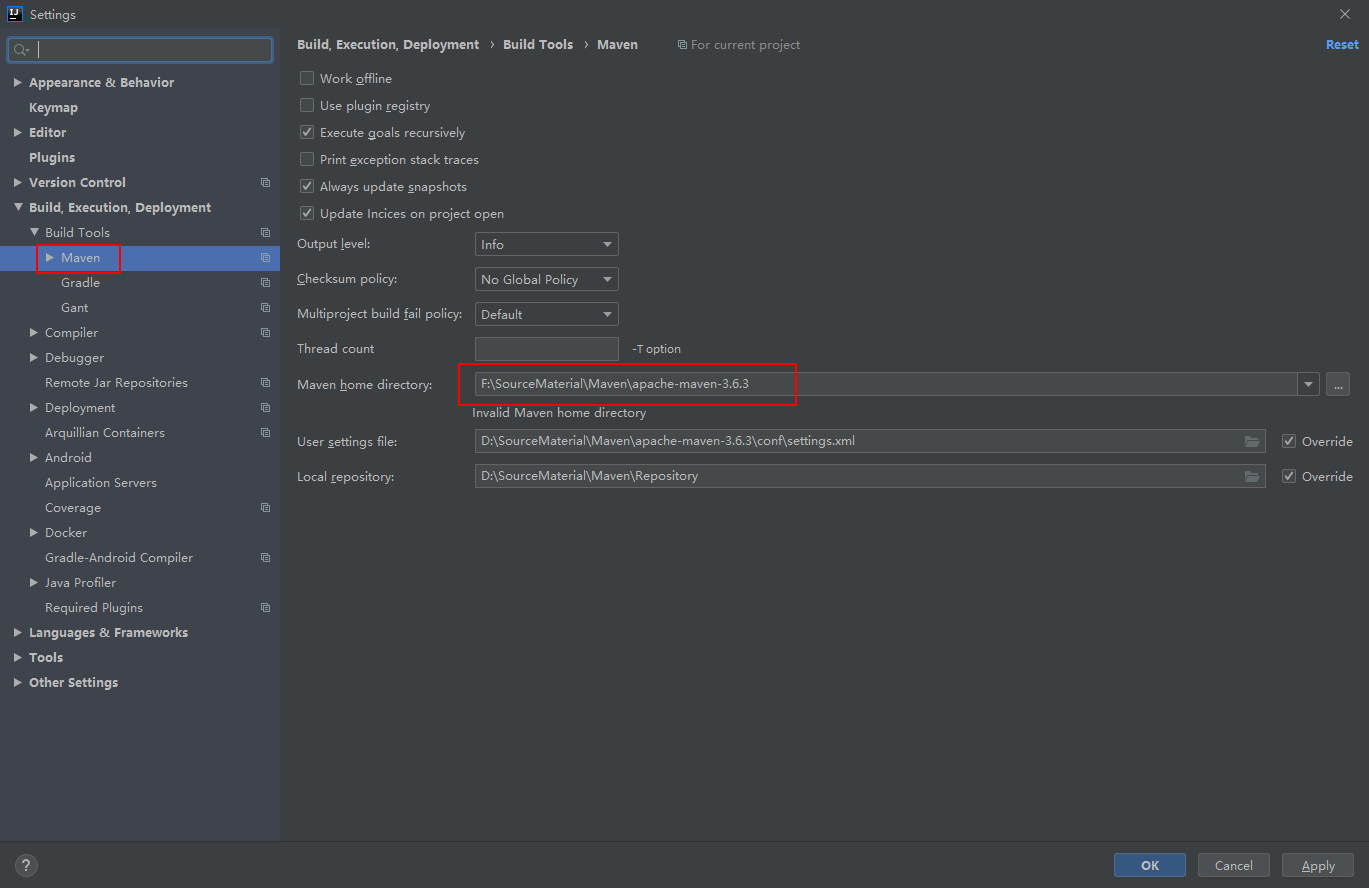 IJ
Settings
Build, Execution, Deployment › Build Tools › Maven For current project Reset
Appearance & Behavior
Keymap
Editor
Plugins
Version Control
Build, Execution, Deployment
Build Tools
Maven
Gradle
Gant
Compiler
Debugger
Remote Jar Repositories
Deployment
Arquillian Containers
Android
Application Servers
Coverage
Docker
Gradle-Android Compiler
Java Profiler
Required Plugins
Languages & Frameworks
Tools
Other Settings
Work offline
Use plugin registry
Execute goals recursively
Print exception stack traces
Always update snapshots
Update Incices on project open
Output level: Info
Checksum policy: No Global Policy
Multiproject build fail policy: Default
Thread count -T option
Maven home directory: F:\SourceMaterial\Maven\apache-maven-3.6.3 ...
Invalid Maven home directory
User settings file: D:\SourceMaterial\Maven\apache-maven-3.6.3\conf\settings.xml Override
Local repository: D:\SourceMaterial\Maven\Repository Override
? OK Cancel Apply